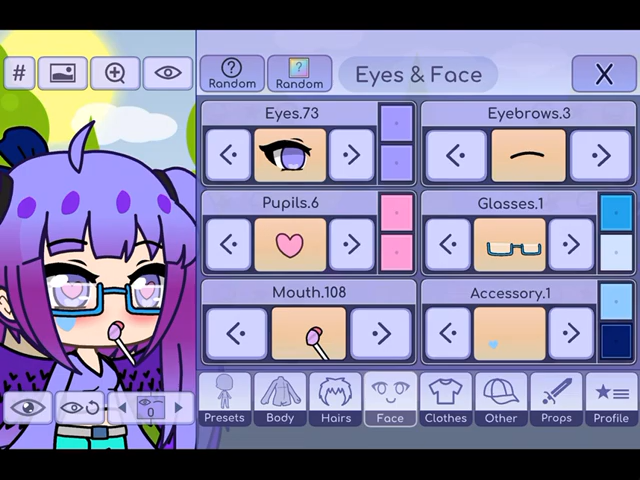 #
Random
Random
Eyes & Face
X
Eyes.73
Eyebrows.3
Pupils.6
Glasses.1
Mouth.108
Accessory.1
0
Presets
Body
Hairs
Face
Clothes
Other
Props
Profile